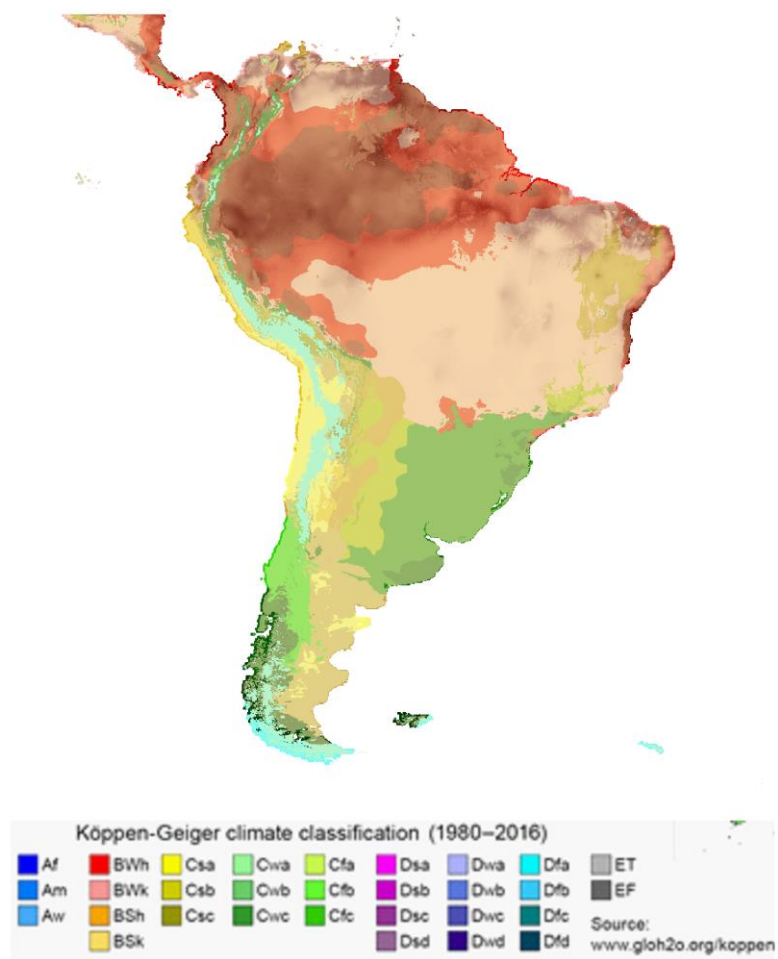 Köppen-Geiger climate classification (1980–2016)
Af BWh Csa Cwa Cfa Dsa Dwa Dfa ET
Am BWk Csb Cwb Cfb Dsb Dwb Dfb EF
Aw BSh Csc Cwc Cfc Dsc Dwc Dfc Source:
BSk Dsd Dwd Dfd www.gloh2o.org/koppen